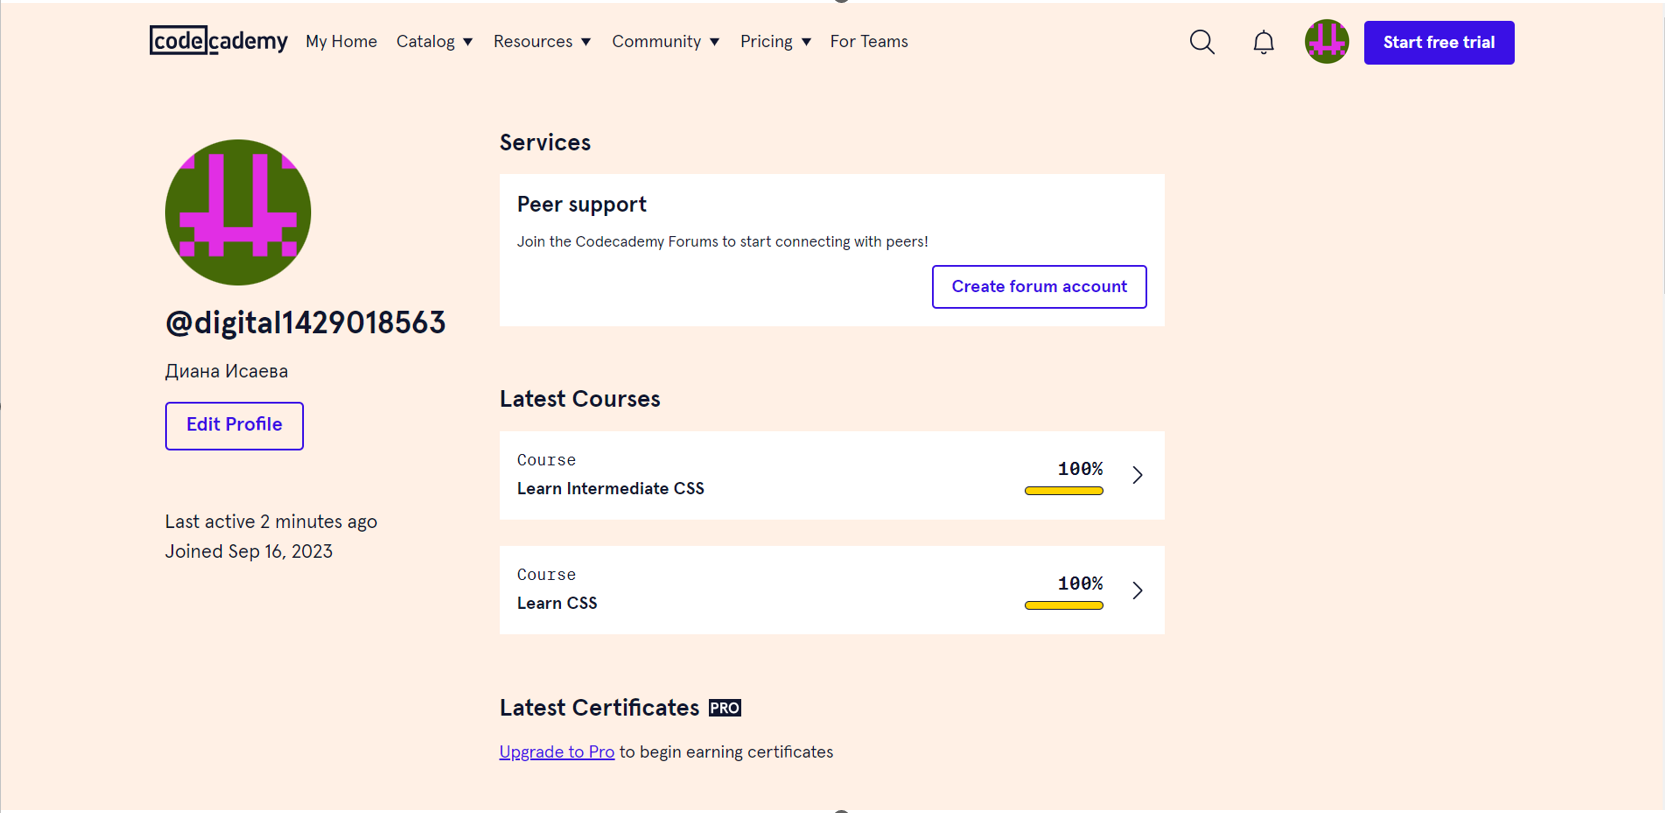 codecademy My Home Catalog Resources Community Pricing For Teams Start free trial
@digital1429018563
Диана Исаева
Edit Profile
Last active 2 minutes ago
Joined Sep 16, 2023
Services
Peer support
Join the Codecademy Forums to start connecting with peers!
Create forum account
Latest Courses
Course
Learn Intermediate CSS
100%
Course
Learn CSS
100%
Latest Certificates PRO
Upgrade to Pro to begin earning certificates